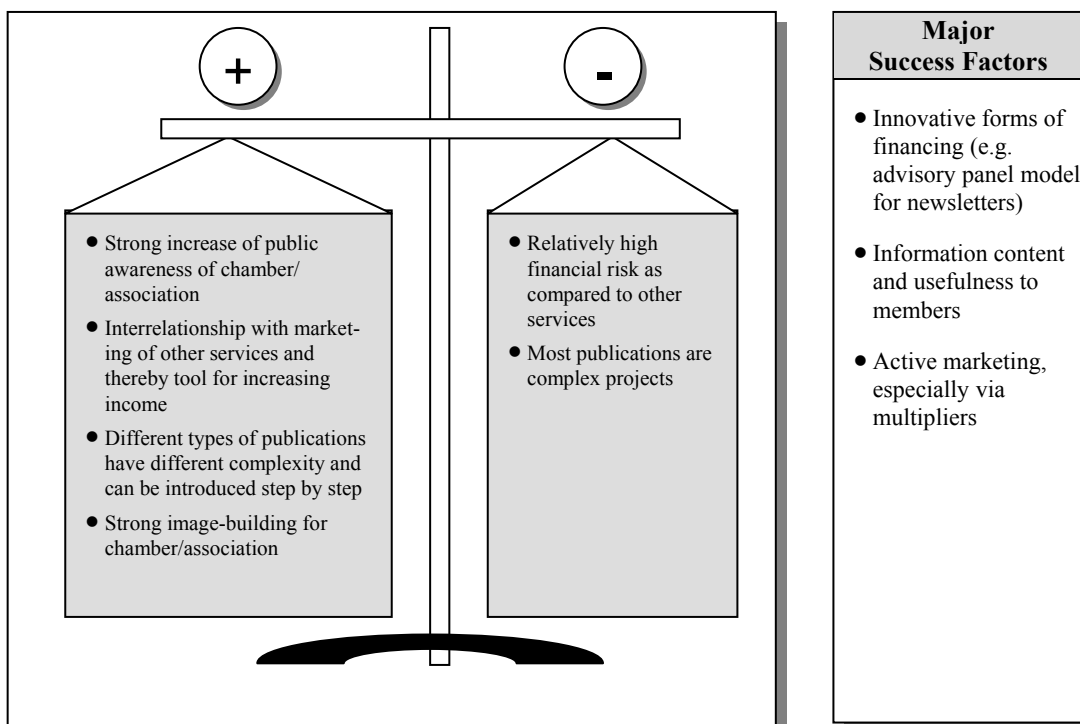 +
-
• Strong increase of public
awareness of chamber/
association
• Interrelationship with market-
ing of other services and
thereby tool for increasing
income
• Different types of publications
have different complexity and
can be introduced step by step
• Strong image-building for
chamber/association
• Relatively high
financial risk as
compared to other
services
• Most publications are
complex projects
Major
Success Factors
• Innovative forms of
financing (e.g.
advisory panel model
for newsletters)
• Information content
and usefulness to
members
• Active marketing,
especially via
multipliers